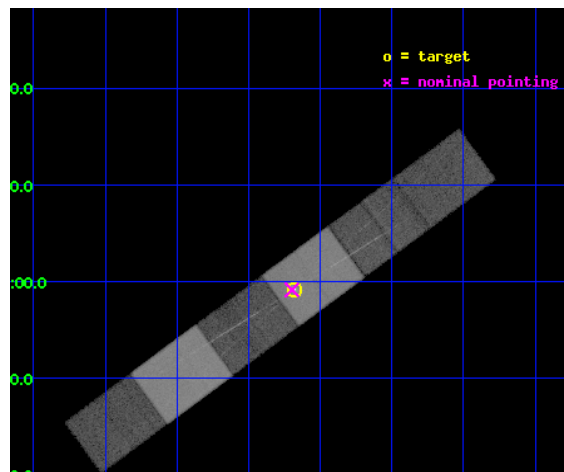 o = target
x = nominal pointing
0.0
0.0
:00.0
0.0